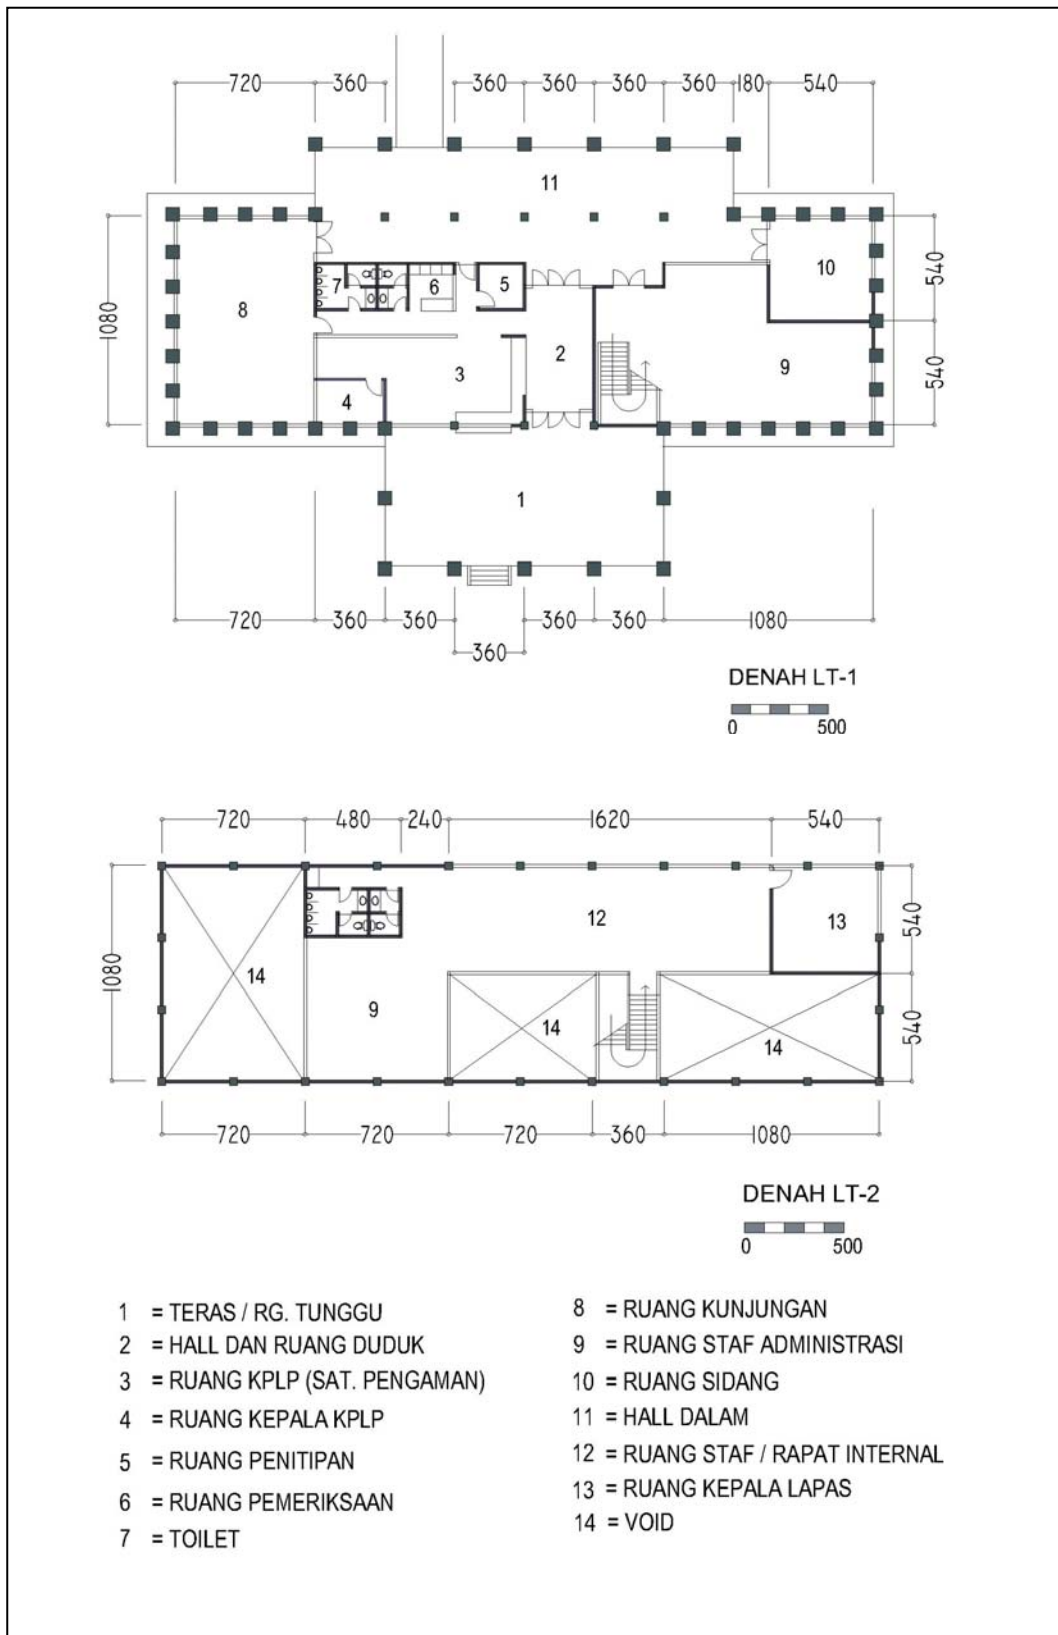 720 360 360 360 360 360 180 540
11
7 6 5 10
8 2
3 9
4
1080 540 540
1
720 360 360 360 360 1080
360
DENAH LT-1
0 500
720 480 240 1620 540
12 13
14
9 14 14
1080 540 540
720 720 720 360 1080
DENAH LT-2
0 500
1 = TERAS / RG. TUNGGU
2 = HALL DAN RUANG DUDUK
3 = RUANG KPLP (SAT. PENGAMAN)
4 = RUANG KEPALA KPLP
5 = RUANG PENITIPAN
6 = RUANG PEMERIKSAAN
7 = TOILET
8 = RUANG KUNJUNGAN
9 = RUANG STAF ADMINISTRASI
10 = RUANG SIDANG
11 = HALL DALAM
12 = RUANG STAF / RAPAT INTERNAL
13 = RUANG KEPALA LAPAS
14 = VOID